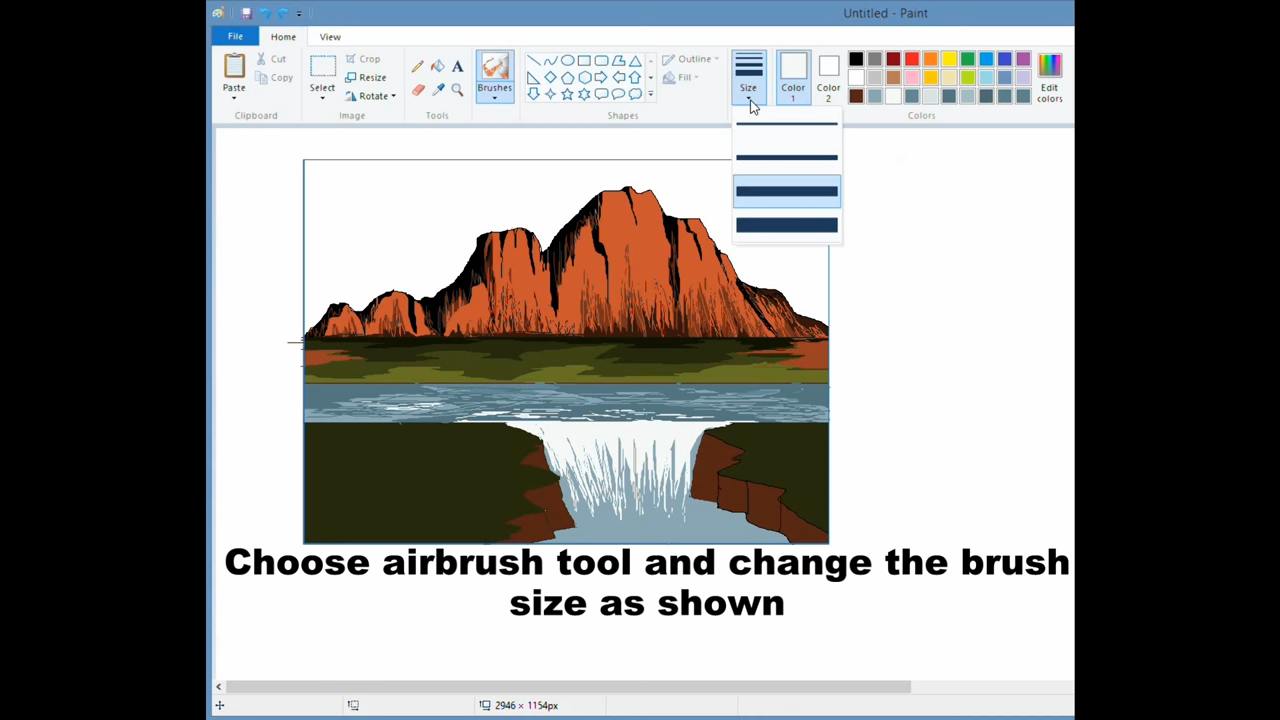 Untitled - Paint
File Home View
Paste
Cut
Copy
Clipboard
Select
Crop
Resize
Rotate
Image
Tools
Brushes
Shapes
Outline
Fill
Size
Color 1
Color 2
Edit colors
Colors
Choose airbrush tool and change the brush
size as shown
2946 × 1154px